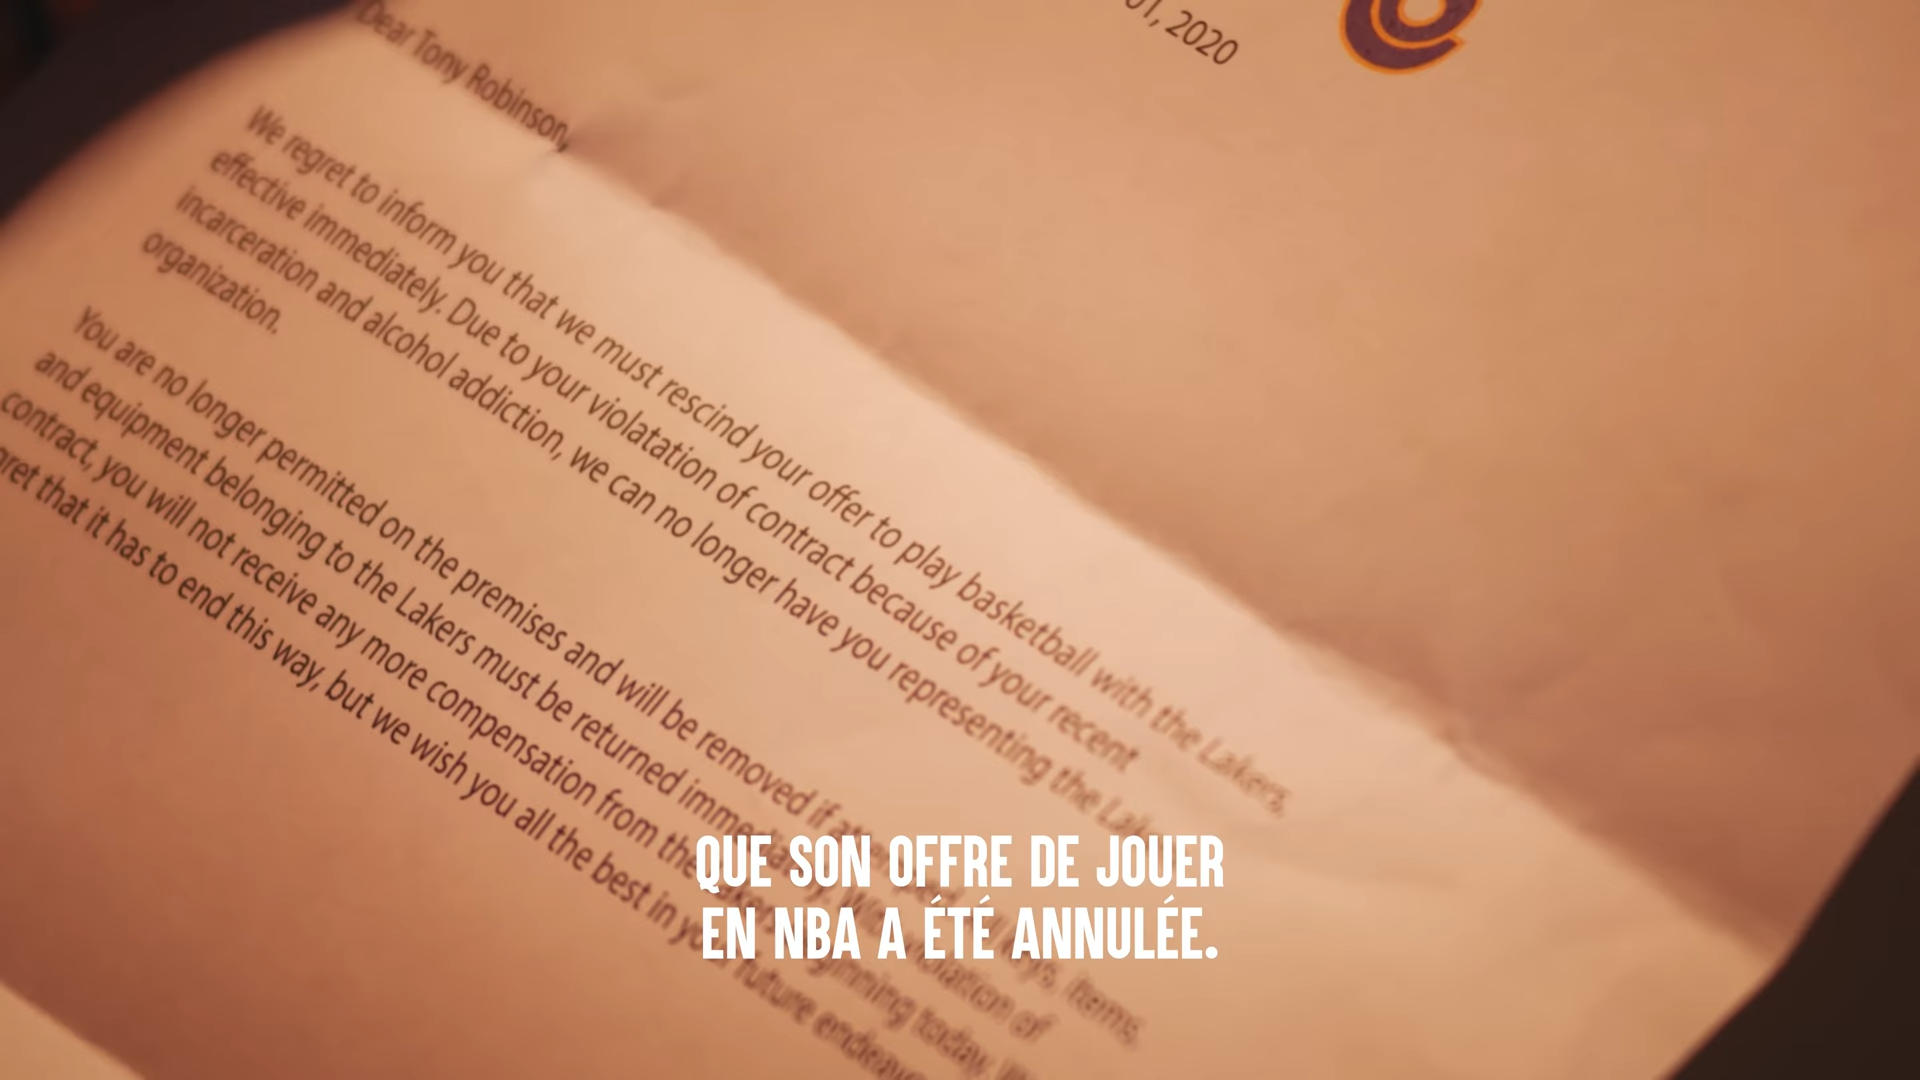 01, 2020
Dear Tony Robinson,
We regret to inform you that we must rescind your offer to play basketball with the Lakers,
effective immediately. Due to your violatation of contract because of your recent
incarceration and alcohol addiction, we can no longer have you representing the
organization.
You are no longer permitted on the premises and will be removed if
and equipment belonging to the Lakers must be returned
contract, you will not receive any more compensation from the
that it has to end this way, but we wish you all the best in your future
items,
of
beginning today.
QUE SON OFFRE DE JOUER
EN NBA A ÉTÉ ANNULÉE.